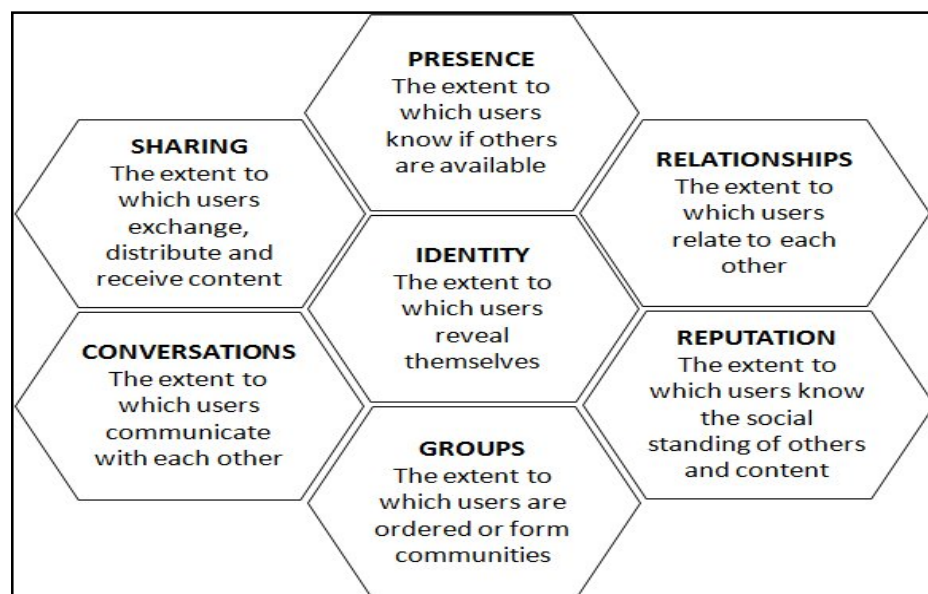 PRESENCE
The extent to
which users
know if others
are available
SHARING
The extent to
which users
exchange,
distribute and
receive content
RELATIONSHIPS
The extent to
which users
relate to each
other
IDENTITY
The extent to
which users
reveal
themselves
CONVERSATIONS
The extent to
which users
communicate
with each other
REPUTATION
The extent to
which users know
the social
standing of others
and content
GROUPS
The extent to
which users are
ordered or form
communities